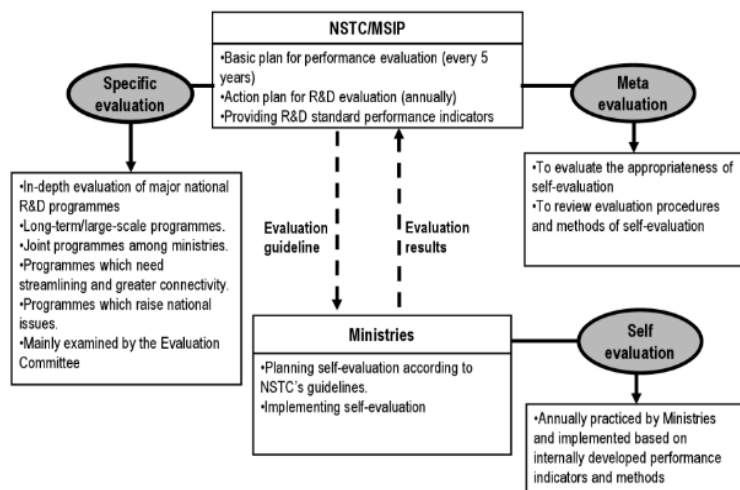 NSTC/MSIP
•Basic plan for performance evaluation (every 5
years)
•Action plan for R&D evaluation (annually)
•Providing R&D standard performance indicators
Specific
evaluation
Meta
evaluation
•In-depth evaluation of major national
R&D programmes
•Long-term/large-scale programmes.
•Joint programmes among ministries.
•Programmes which need
streamlining and greater connectivity.
•Programmes which raise national
issues.
•Mainly examined by the Evaluation
Committee
Evaluation
guideline
Evaluation
results
•To evaluate the appropriateness of
self-evaluation
•To review evaluation procedures
and methods of self-evaluation
Ministries
•Planning self-evaluation according to
NSTC's guidelines.
•Implementing self-evaluation
Self
evaluation
•Annually practiced by Ministries
and implemented based on
internally developed performance
indicators and methods